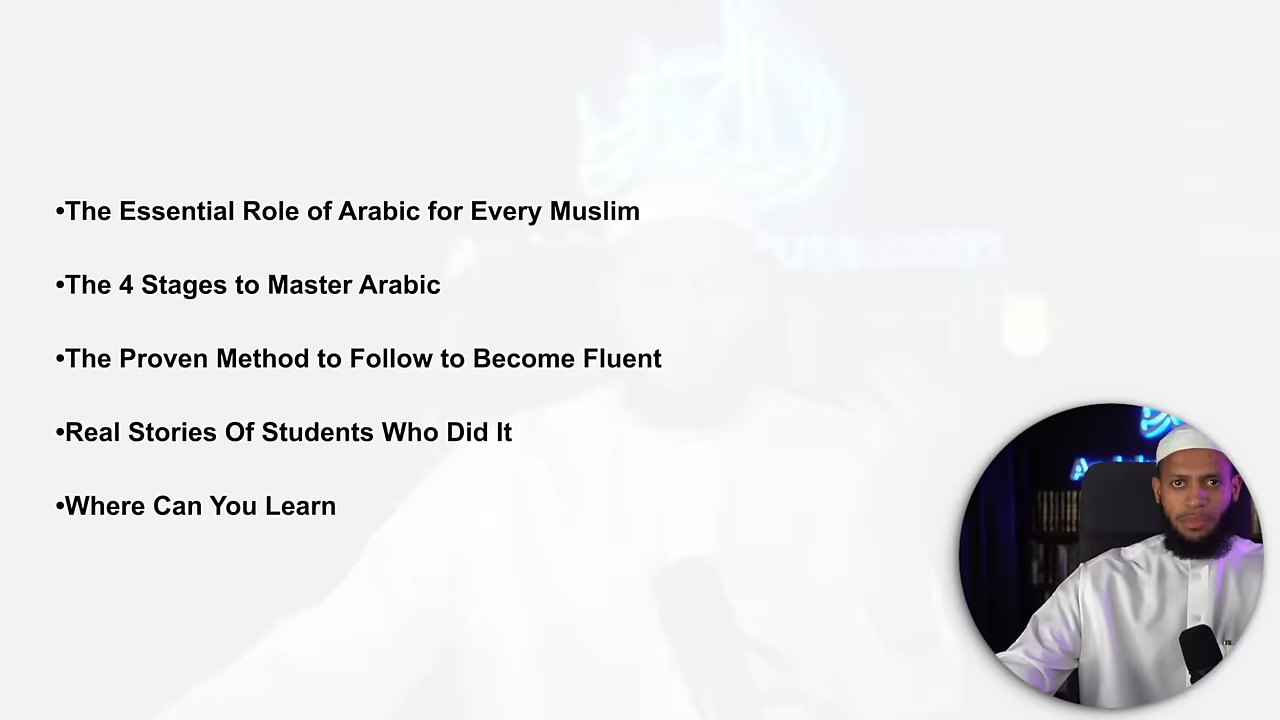 •The Essential Role of Arabic for Every Muslim
•The 4 Stages to Master Arabic
•The Proven Method to Follow to Become Fluent
•Real Stories Of Students Who Did It
•Where Can You Learn